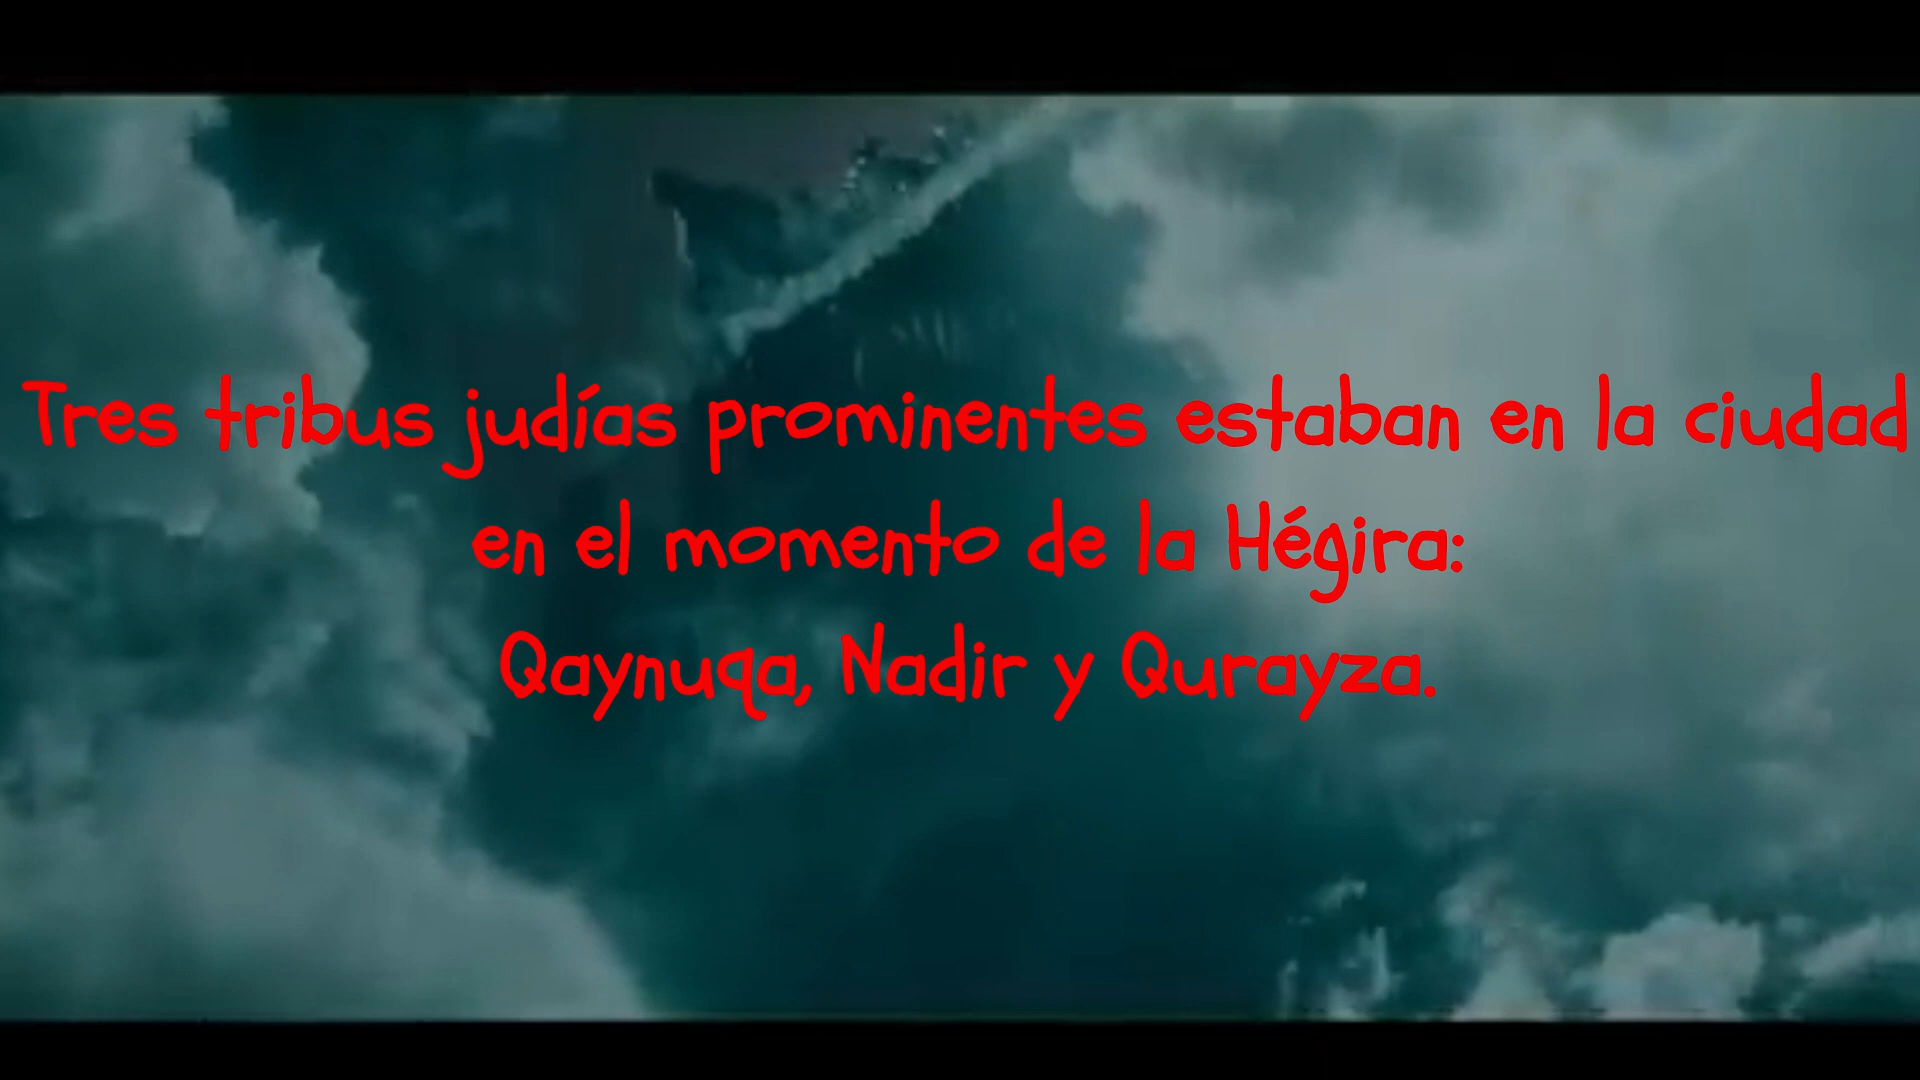 Tres tribus judías prominentes estaban en la ciudad
en el momento de la Hégira:
Qaynuqa, Nadir y Qurayza.